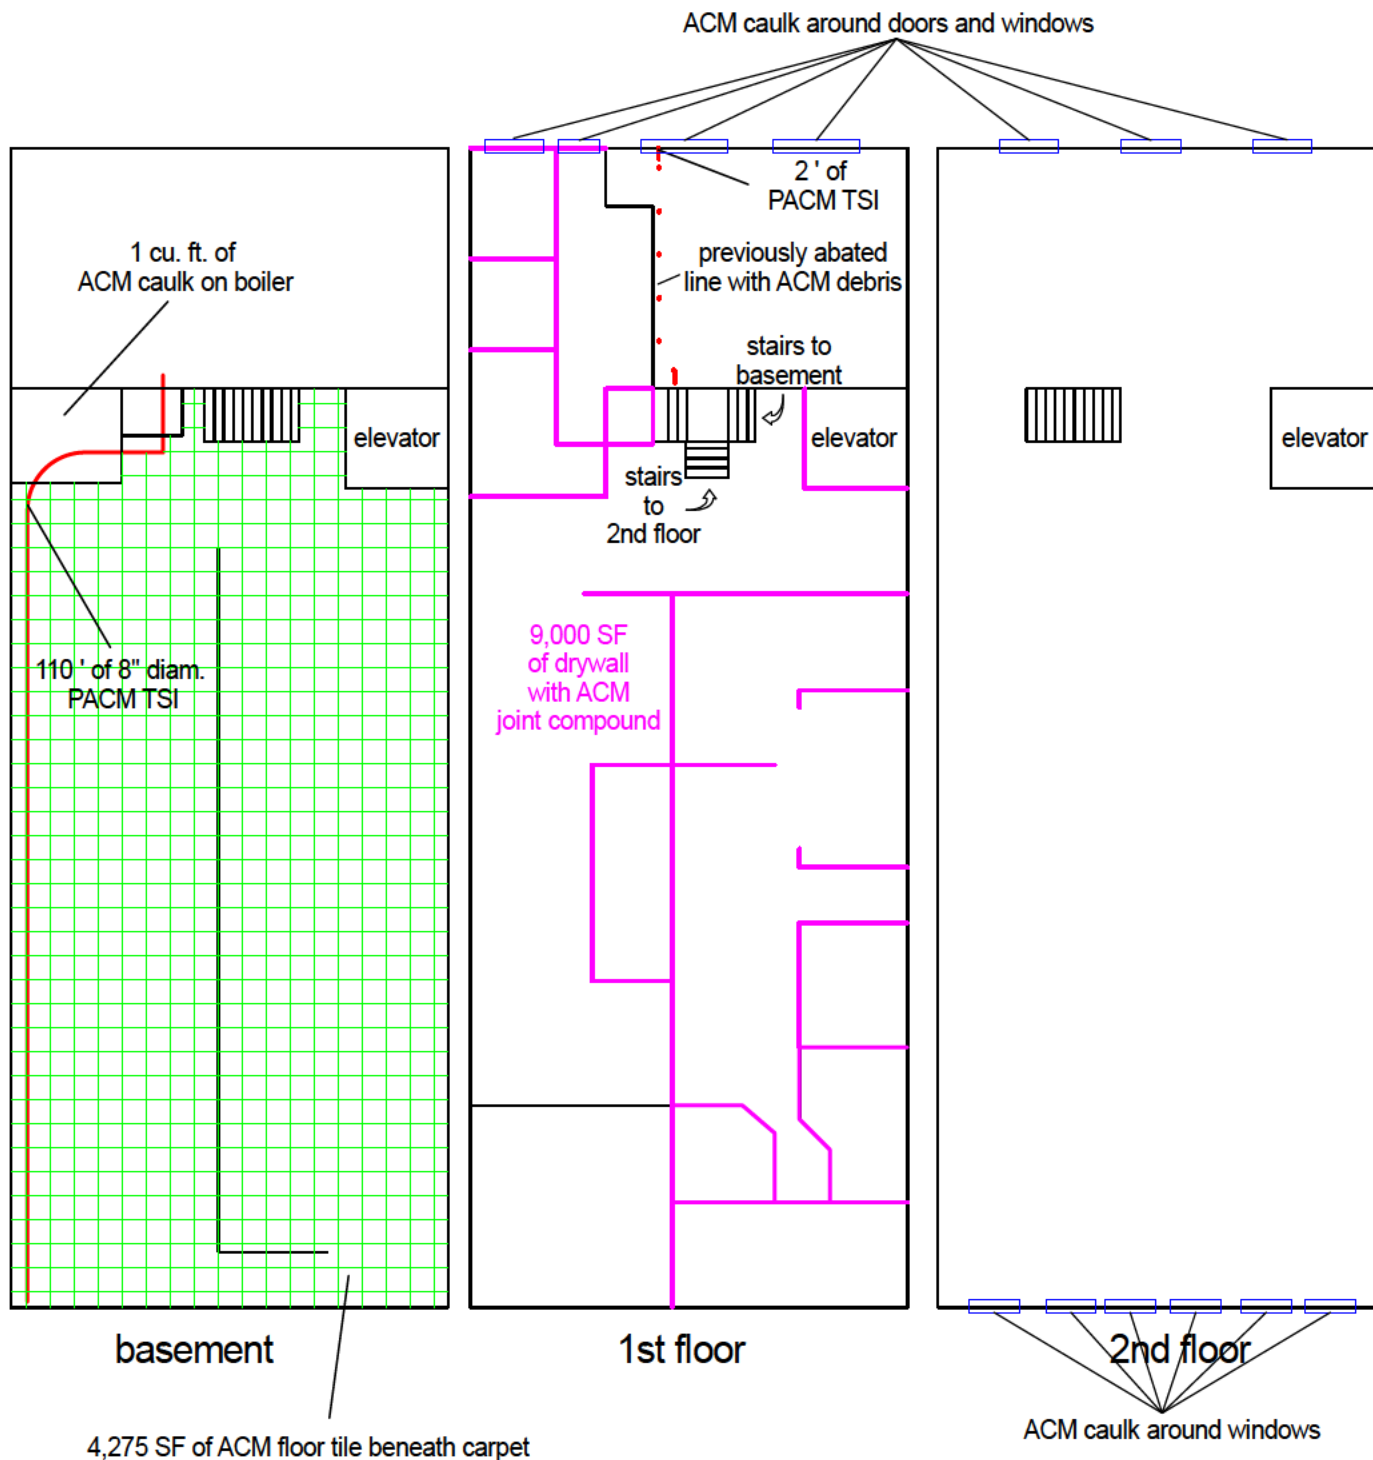 ACM caulk around doors and windows
2 ' of
PACM TSI
1 cu. ft. of
ACM caulk on boiler
previously abated
line with ACM debris
stairs to
basement
elevator
elevator
elevator
stairs
to
2nd floor
110 ' of 8" diam.
PACM TSI
9,000 SF
of drywall
with ACM
joint compound
basement
1st floor
2nd floor
ACM caulk around windows
4,275 SF of ACM floor tile beneath carpet